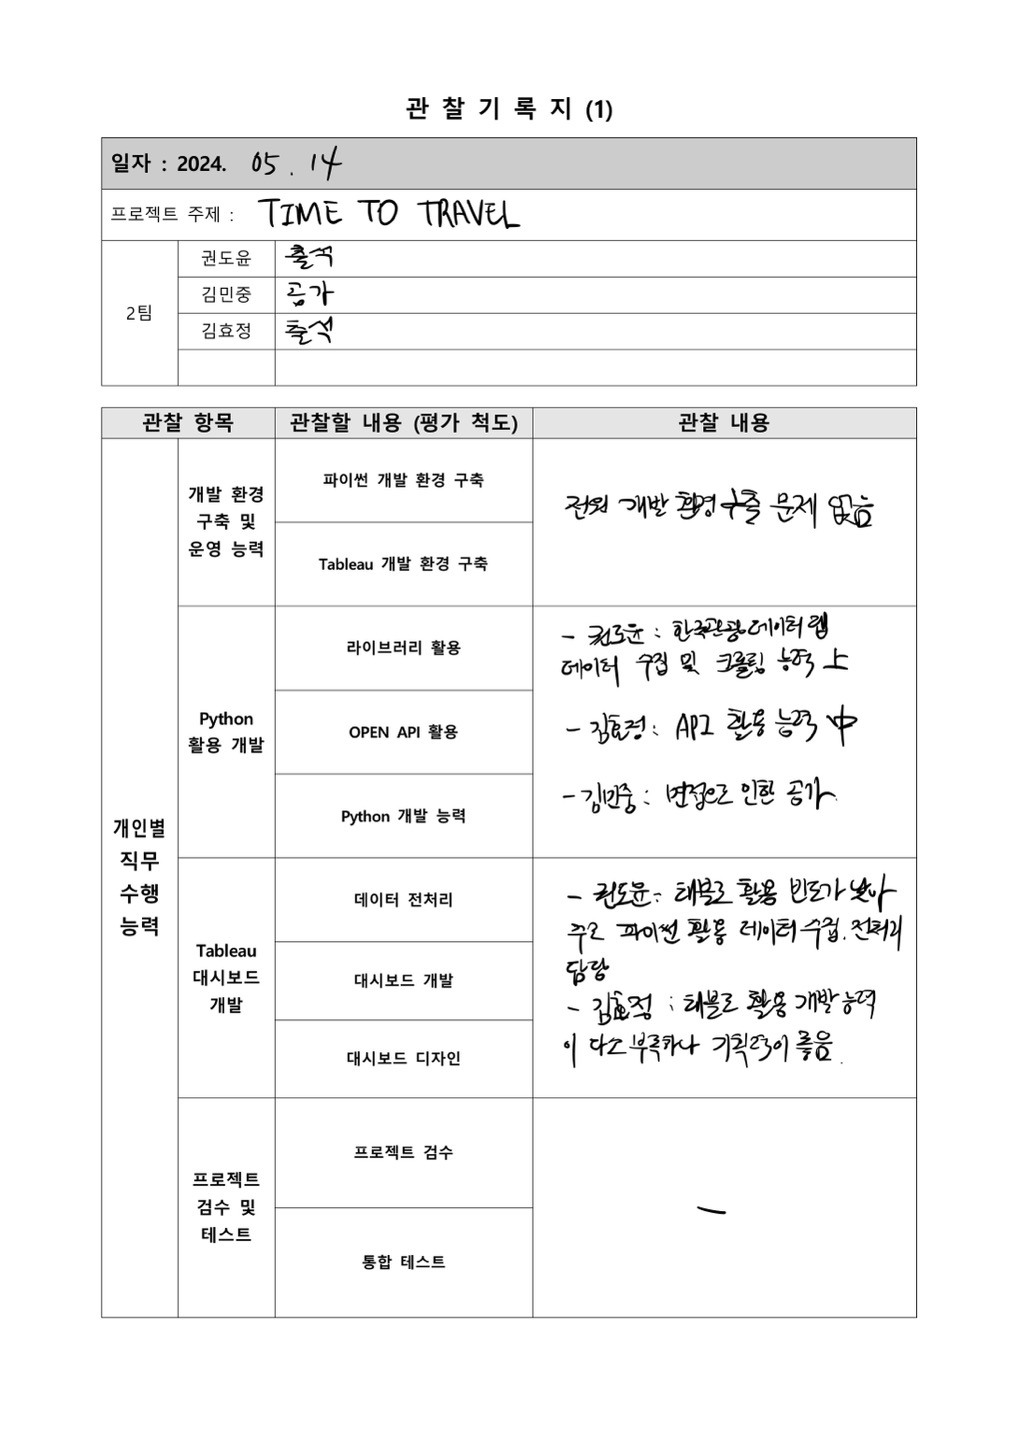 관 찰 기 록 지 (1)
일자 : 2024. 05. 14
프로젝트 주제 : TIME TO TRAVEL
2팀
권도윤 출석
김민중 공가
김효정 출석
관찰 항목 관찰할 내용 (평가 척도) 관찰 내용
개인별
직무
수행
능력
개발 환경
구축 및
운영 능력
파이썬 개발 환경 구축
Tableau 개발 환경 구축
전원 개발 환경 구축 문제 없음
Python
활용 개발
라이브러리 활용
OPEN API 활용
Python 개발 능력
- 권도윤 : 한국관광데이터랩
데이터 수집 및 크롤링 능력 上
- 김효정 : API 활용 능력 中
- 김민중 : 면접으로 인한 공가.
Tableau
대시보드
개발
데이터 전처리
대시보드 개발
대시보드 디자인
- 권도윤 : 태블로 활용 빈도가 낮아
주로 파이썬 활용 데이터 수집. 전처리
담당
- 김효정 : 태블로 활용 개발 능력
이 다소 부족하나 기획력이 좋음.
프로젝트
검수 및
테스트
프로젝트 검수
통합 테스트
—